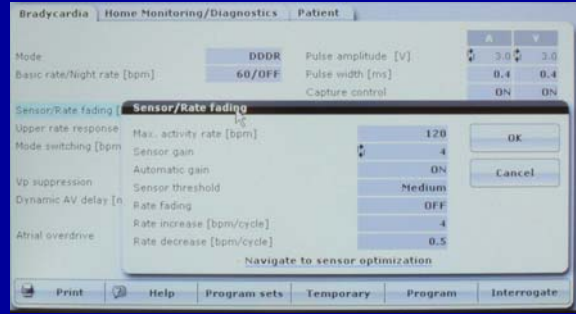 Bradycardia Home Monitoring/Diagnostics Patient
A V
Mode DDDR Pulse amplitude [V] 3.0 3.0
Basic rate/Night rate [bpm] 60/OFF Pulse width [ms] 0.4 0.4
Capture control ON ON
Sensor/Rate fading [
Sensor/Rate fading
Upper rate response
Max. activity rate [bpm] 120 OK
Mode switching [bpm
Sensor gain 4
Automatic gain ON Cancel
Vp suppression
Sensor threshold Medium
Dynamic AV delay [
Rate fading OFF
Rate increase [bpm/cycle] 4
Atrial overdrive
Rate decrease [bpm/cycle] 0.5
Navigate to sensor optimization
Print Help Program sets Temporary Program Interrogate